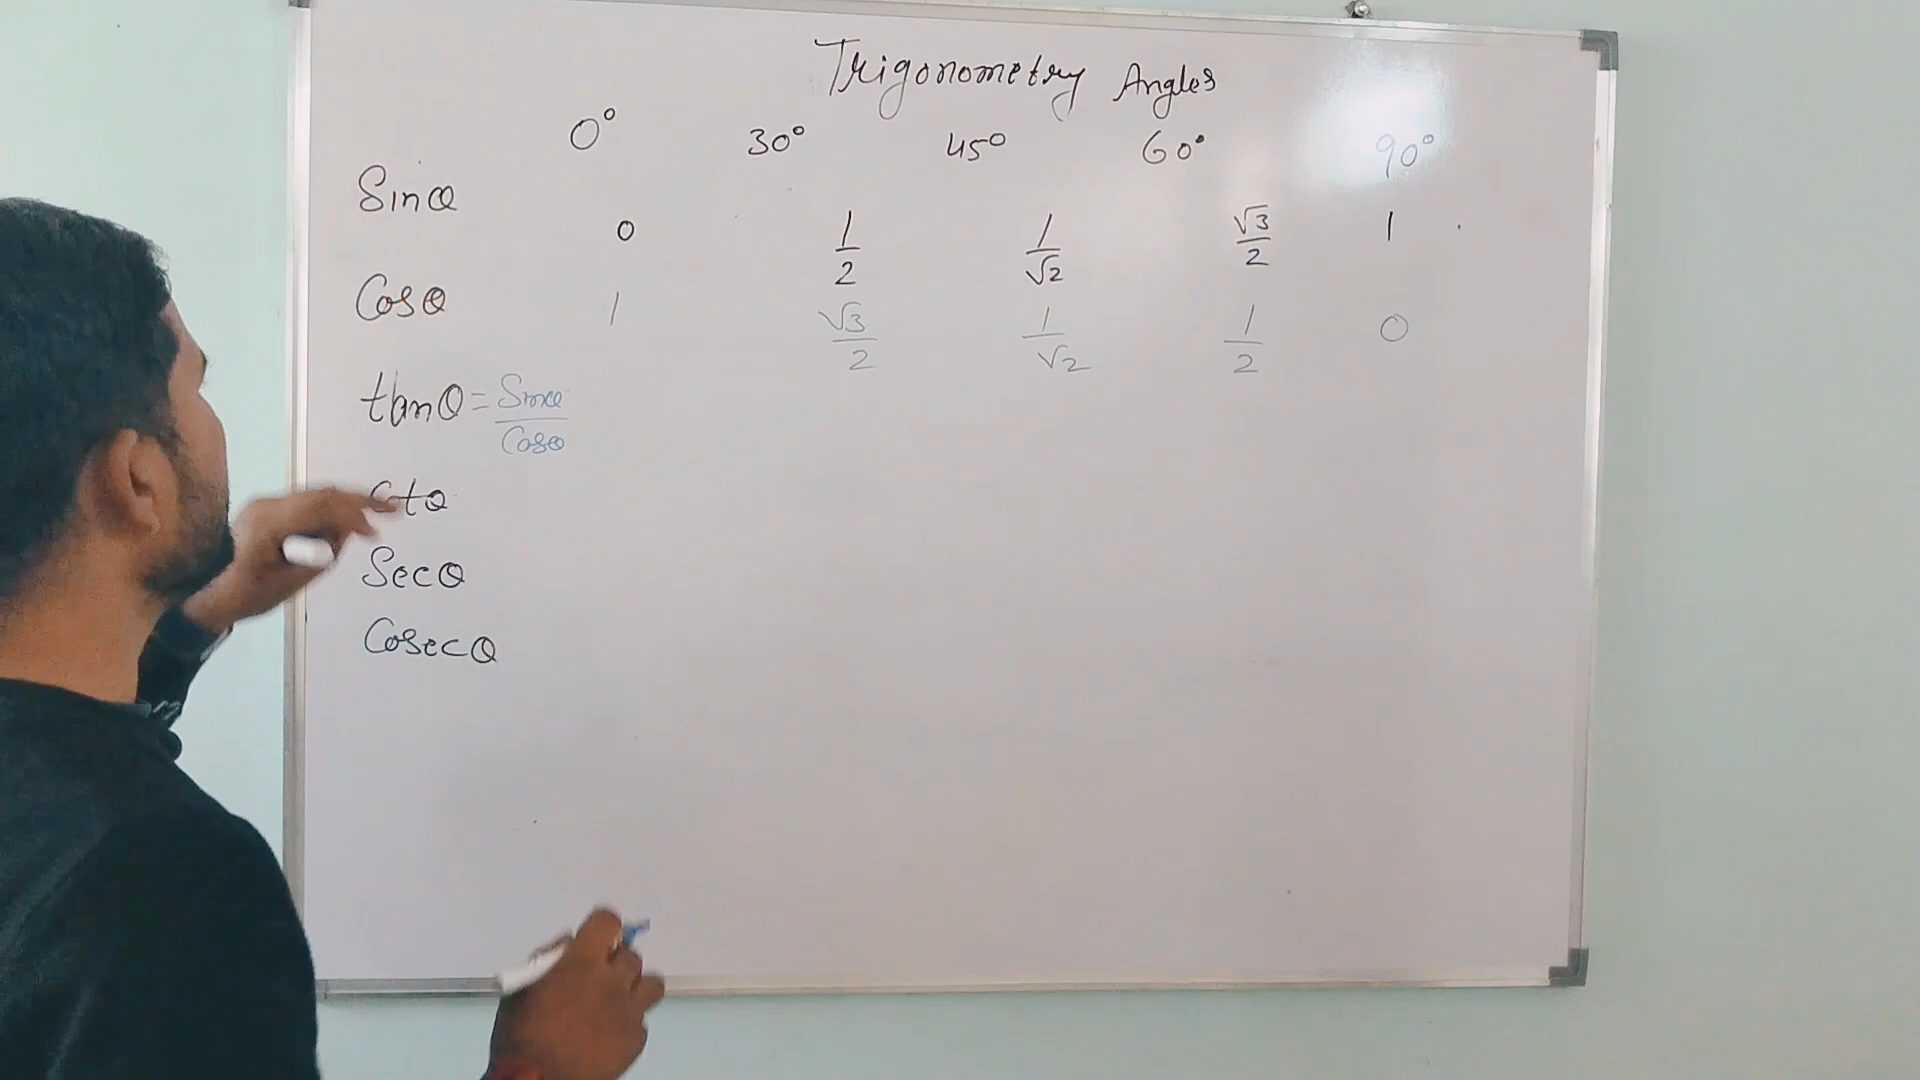 Trigonometry Angles
0° 30° 45° 60° 90°
Sinθ 0 1/2 1/√2 √3/2 1
Cosθ 1 √3/2 1/√2 1/2 0
tanθ = Sinθ/Cosθ
Cotθ
Secθ
Cosecθ